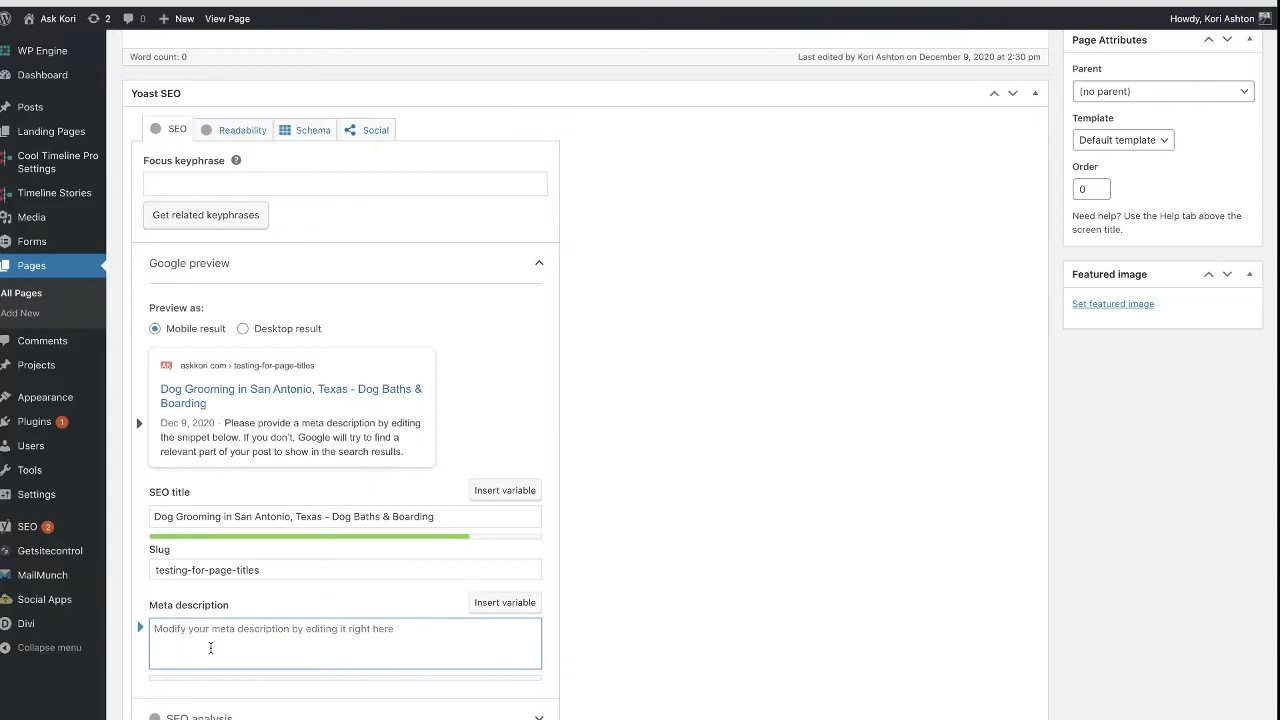 Ask Kori
2
0
New
View Page
Howdy, Kori Ashton
WP Engine
Dashboard
Posts
Landing Pages
Cool Timeline Pro
Settings
Timeline Stories
Media
Forms
Pages
All Pages
Add New
Comments
Projects
Appearance
Plugins 1
Users
Tools
Settings
SEO 2
Getsitecontrol
MailMunch
Social Apps
Divi
Collapse menu
Word count: 0
Last edited by Kori Ashton on December 9, 2020 at 2:30 pm
Yoast SEO
SEO
Readability
Schema
Social
Focus keyphrase ?
Get related keyphrases
Google preview
Preview as:
Mobile result
Desktop result
AK askkori.com › testing-for-page-titles
Dog Grooming in San Antonio, Texas - Dog Baths &
Boarding
Dec 9, 2020 · Please provide a meta description by editing
the snippet below. If you don't, Google will try to find a
relevant part of your post to show in the search results.
SEO title
Insert variable
Dog Grooming in San Antonio, Texas - Dog Baths & Boarding
Slug
testing-for-page-titles
Meta description
Insert variable
Modify your meta description by editing it right here
SEO analysis
Page Attributes
Parent
(no parent)
Template
Default template
Order
0
Need help? Use the Help tab above the
screen title.
Featured image
Set featured image